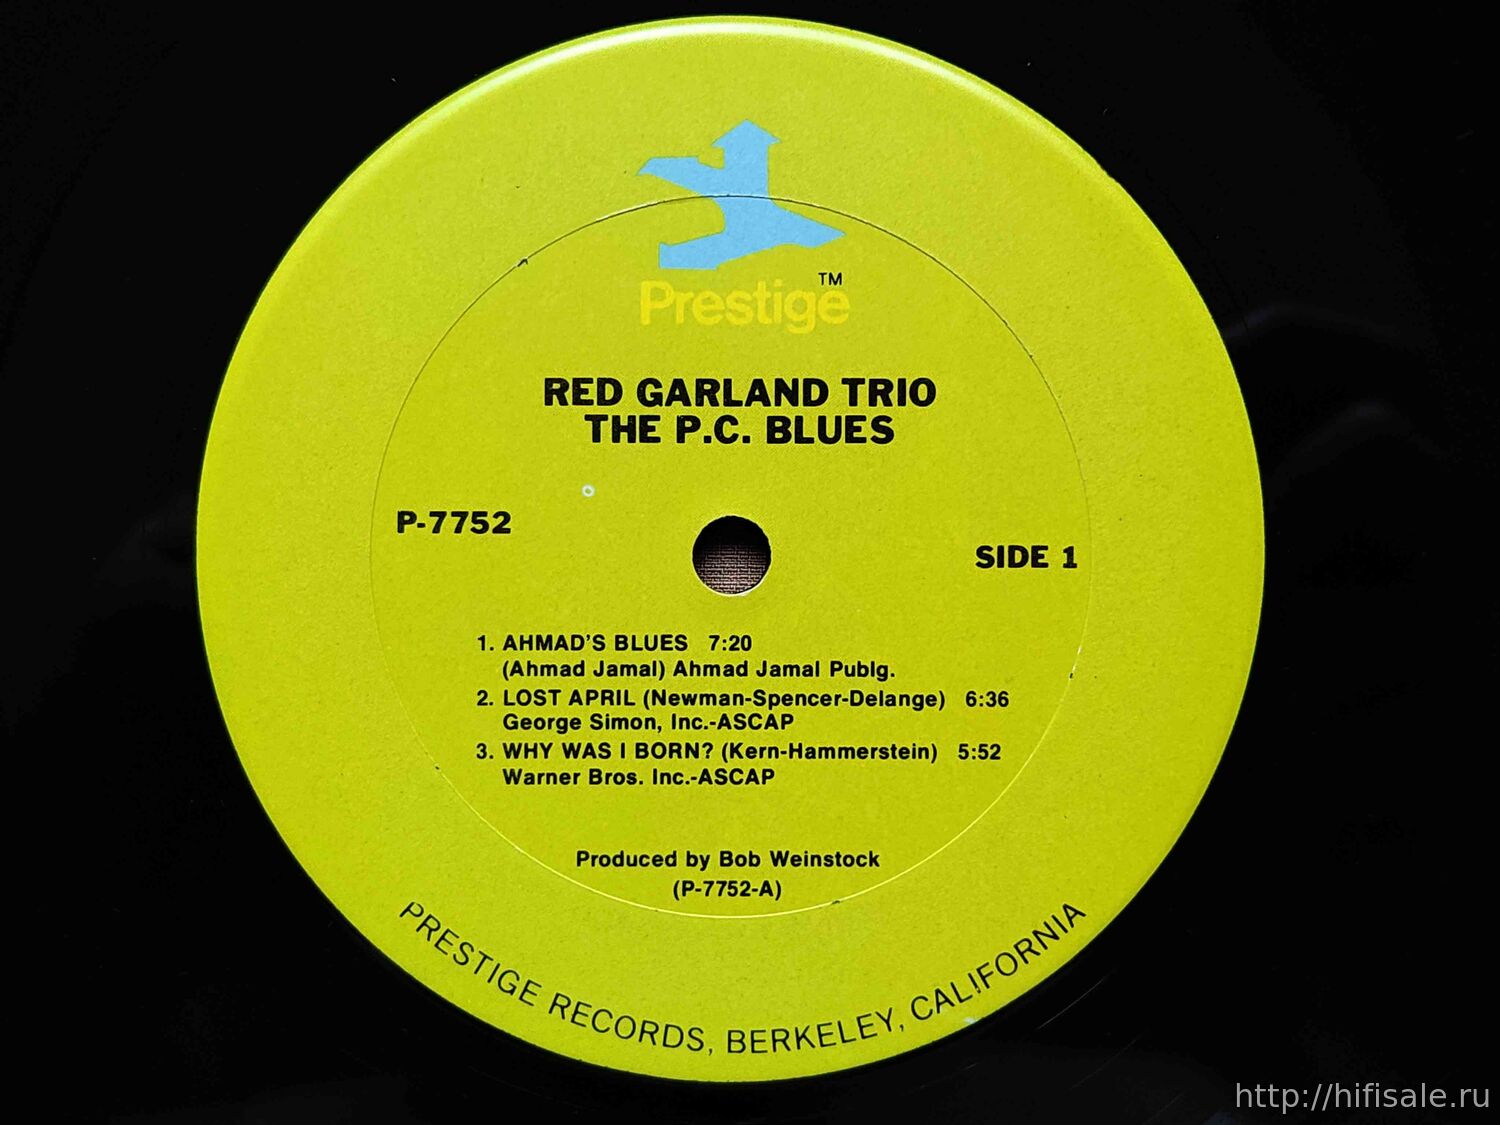 TM
Prestige
RED GARLAND TRIO
THE P.C. BLUES
P-7752
SIDE 1
1. AHMAD'S BLUES 7:20
(Ahmad Jamal) Ahmad Jamal Publg.
2. LOST APRIL (Newman-Spencer-Delange) 6:36
George Simon, Inc.-ASCAP
3. WHY WAS I BORN? (Kern-Hammerstein) 5:52
Warner Bros. Inc.-ASCAP
Produced by Bob Weinstock
(P-7752-A)
PRESTIGE RECORDS, BERKELEY, CALIFORNIA
http://hifisale.ru